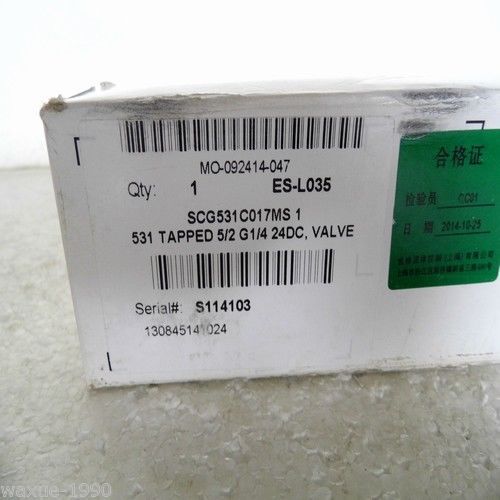 MO-092414-047
Qty: 1 ES-L035
SCG531C017MS 1
531 TAPPED 5/2 G1/4 24DC, VALVE
Serial#: S114103
130845141024
合格证
检验员 CC01
日期 2014-10-25
waxue-1990